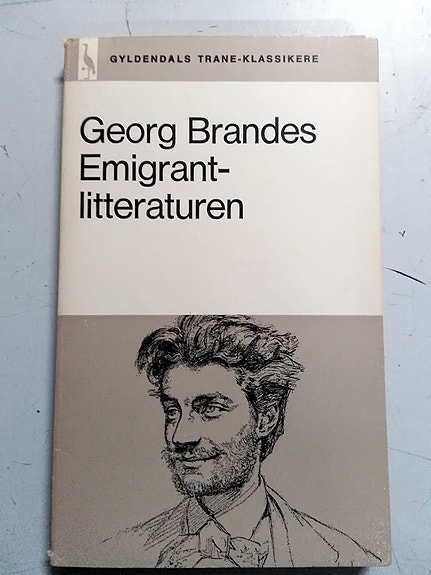 GYLDENDALS TRANE-KLASSIKERE
Georg Brandes
Emigrant-
litteraturen